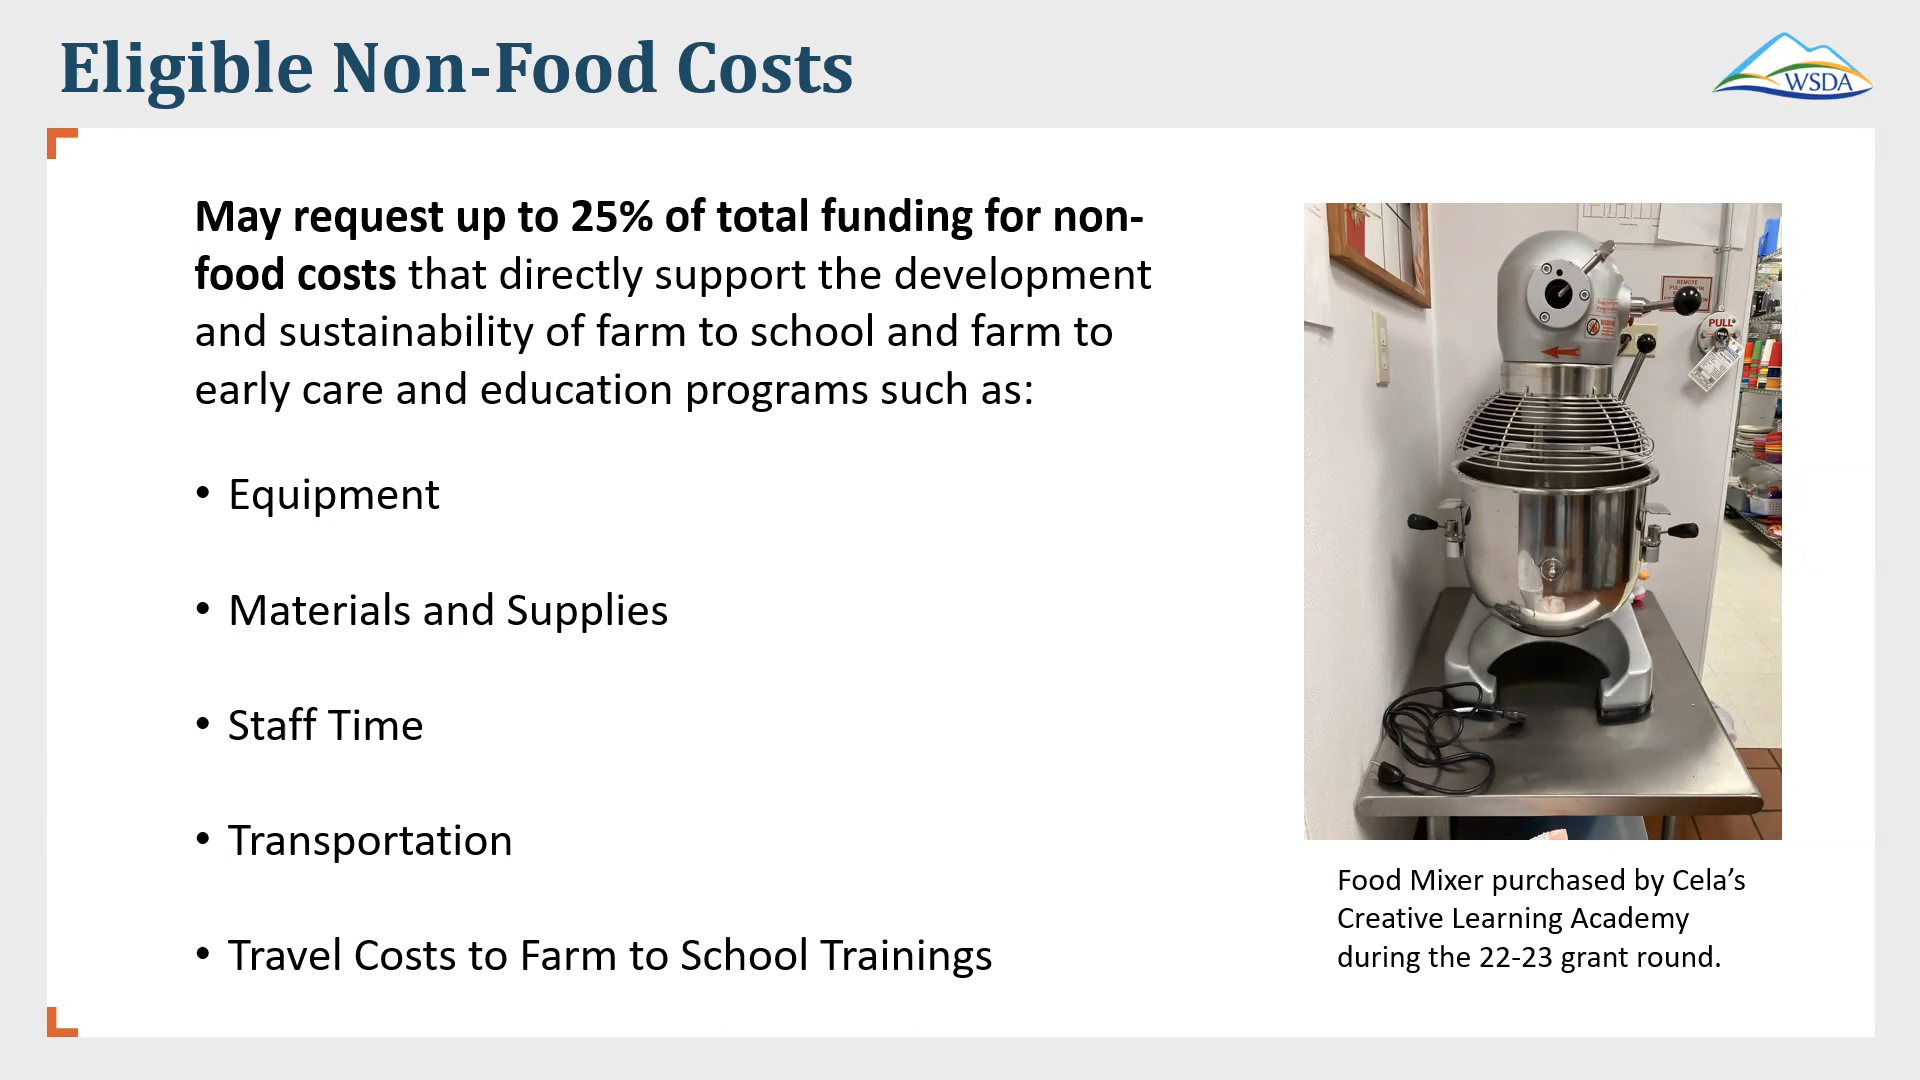 Eligible Non-Food Costs
WSDA
May request up to 25% of total funding for non-
food costs that directly support the development
and sustainability of farm to school and farm to
early care and education programs such as:
• Equipment
• Materials and Supplies
• Staff Time
• Transportation
• Travel Costs to Farm to School Trainings
REMOTE
PULL
Food Mixer purchased by Cela’s
Creative Learning Academy
during the 22-23 grant round.